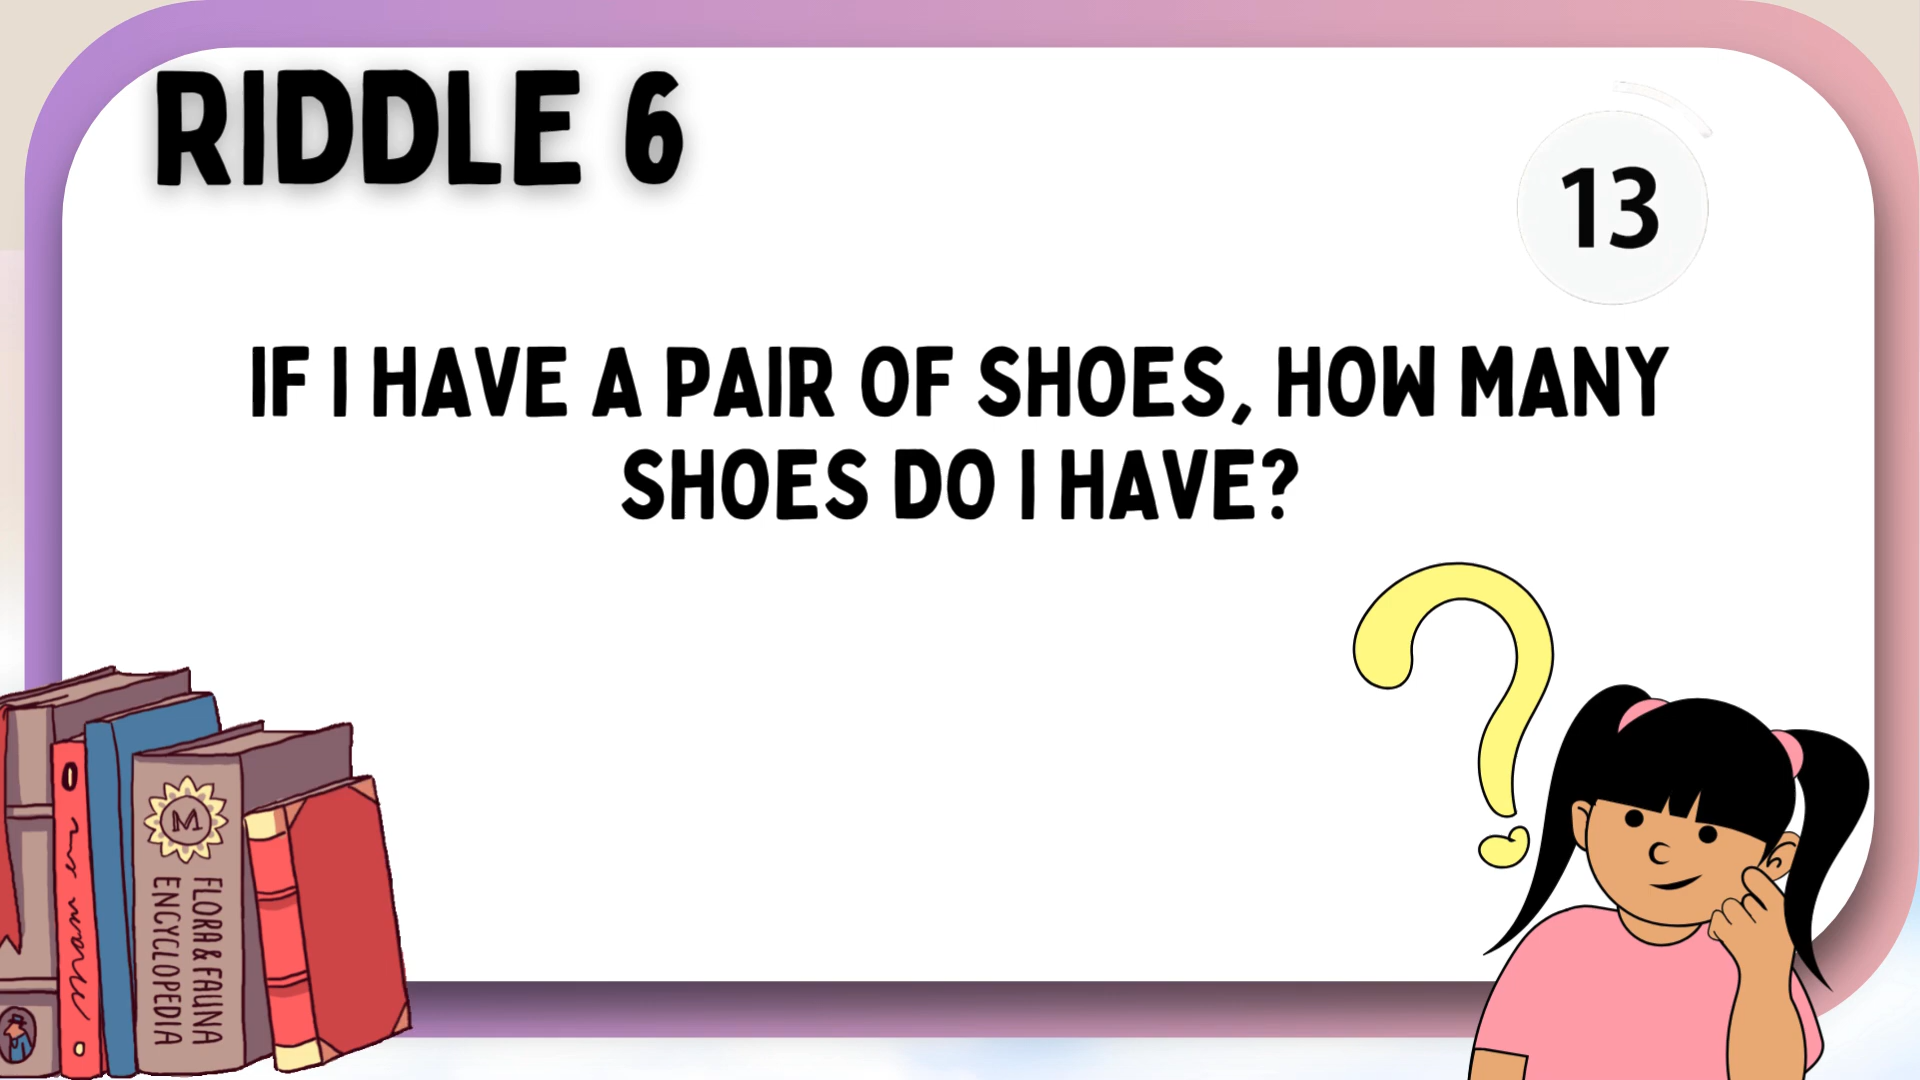 RIDDLE 6
13
IF I HAVE A PAIR OF SHOES, HOW MANY
SHOES DO I HAVE?
M
FLORA & FAUNA
ENCYCLOPEDIA